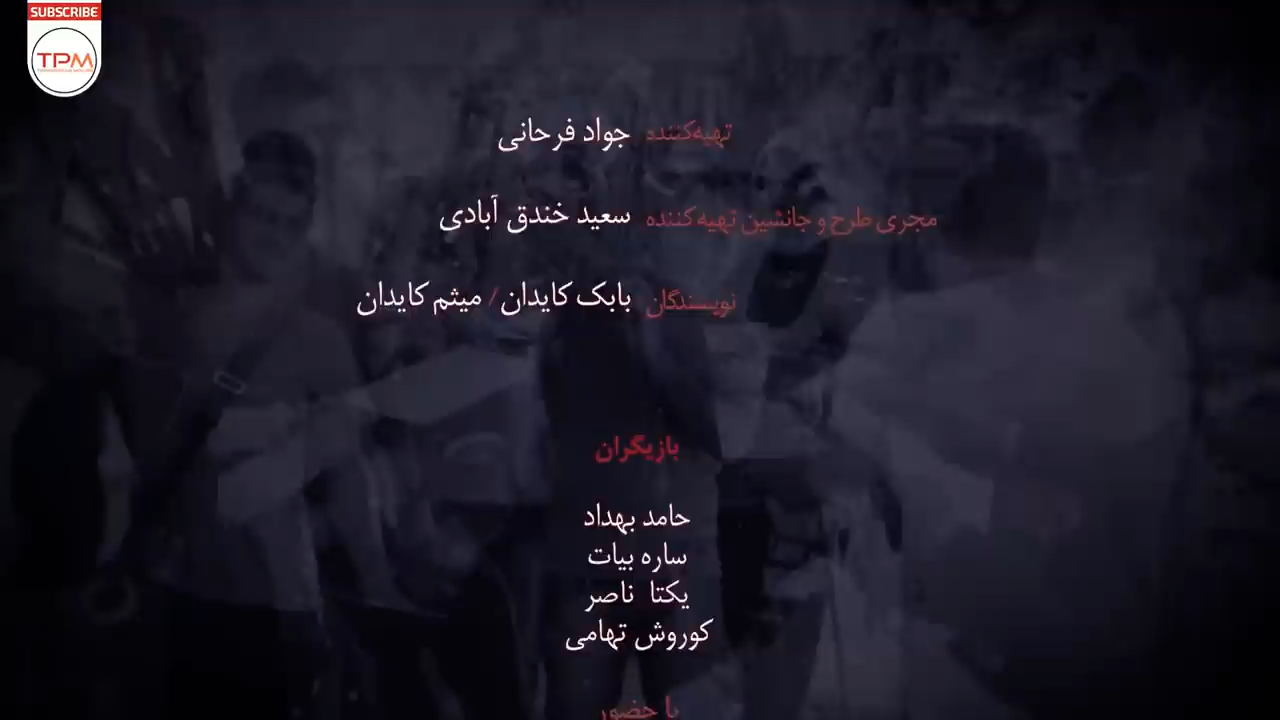 SUBSCRIBE
TPM
تهیه‌کننده جواد فرحانی
مجری طرح و جانشین تهیه‌کننده سعید خندق آبادی
نویسندگان بابک کایدان / میثم کایدان
بازیگران
حامد بهداد
ساره بیات
یکتا ناصر
کوروش تهامی
با حضور